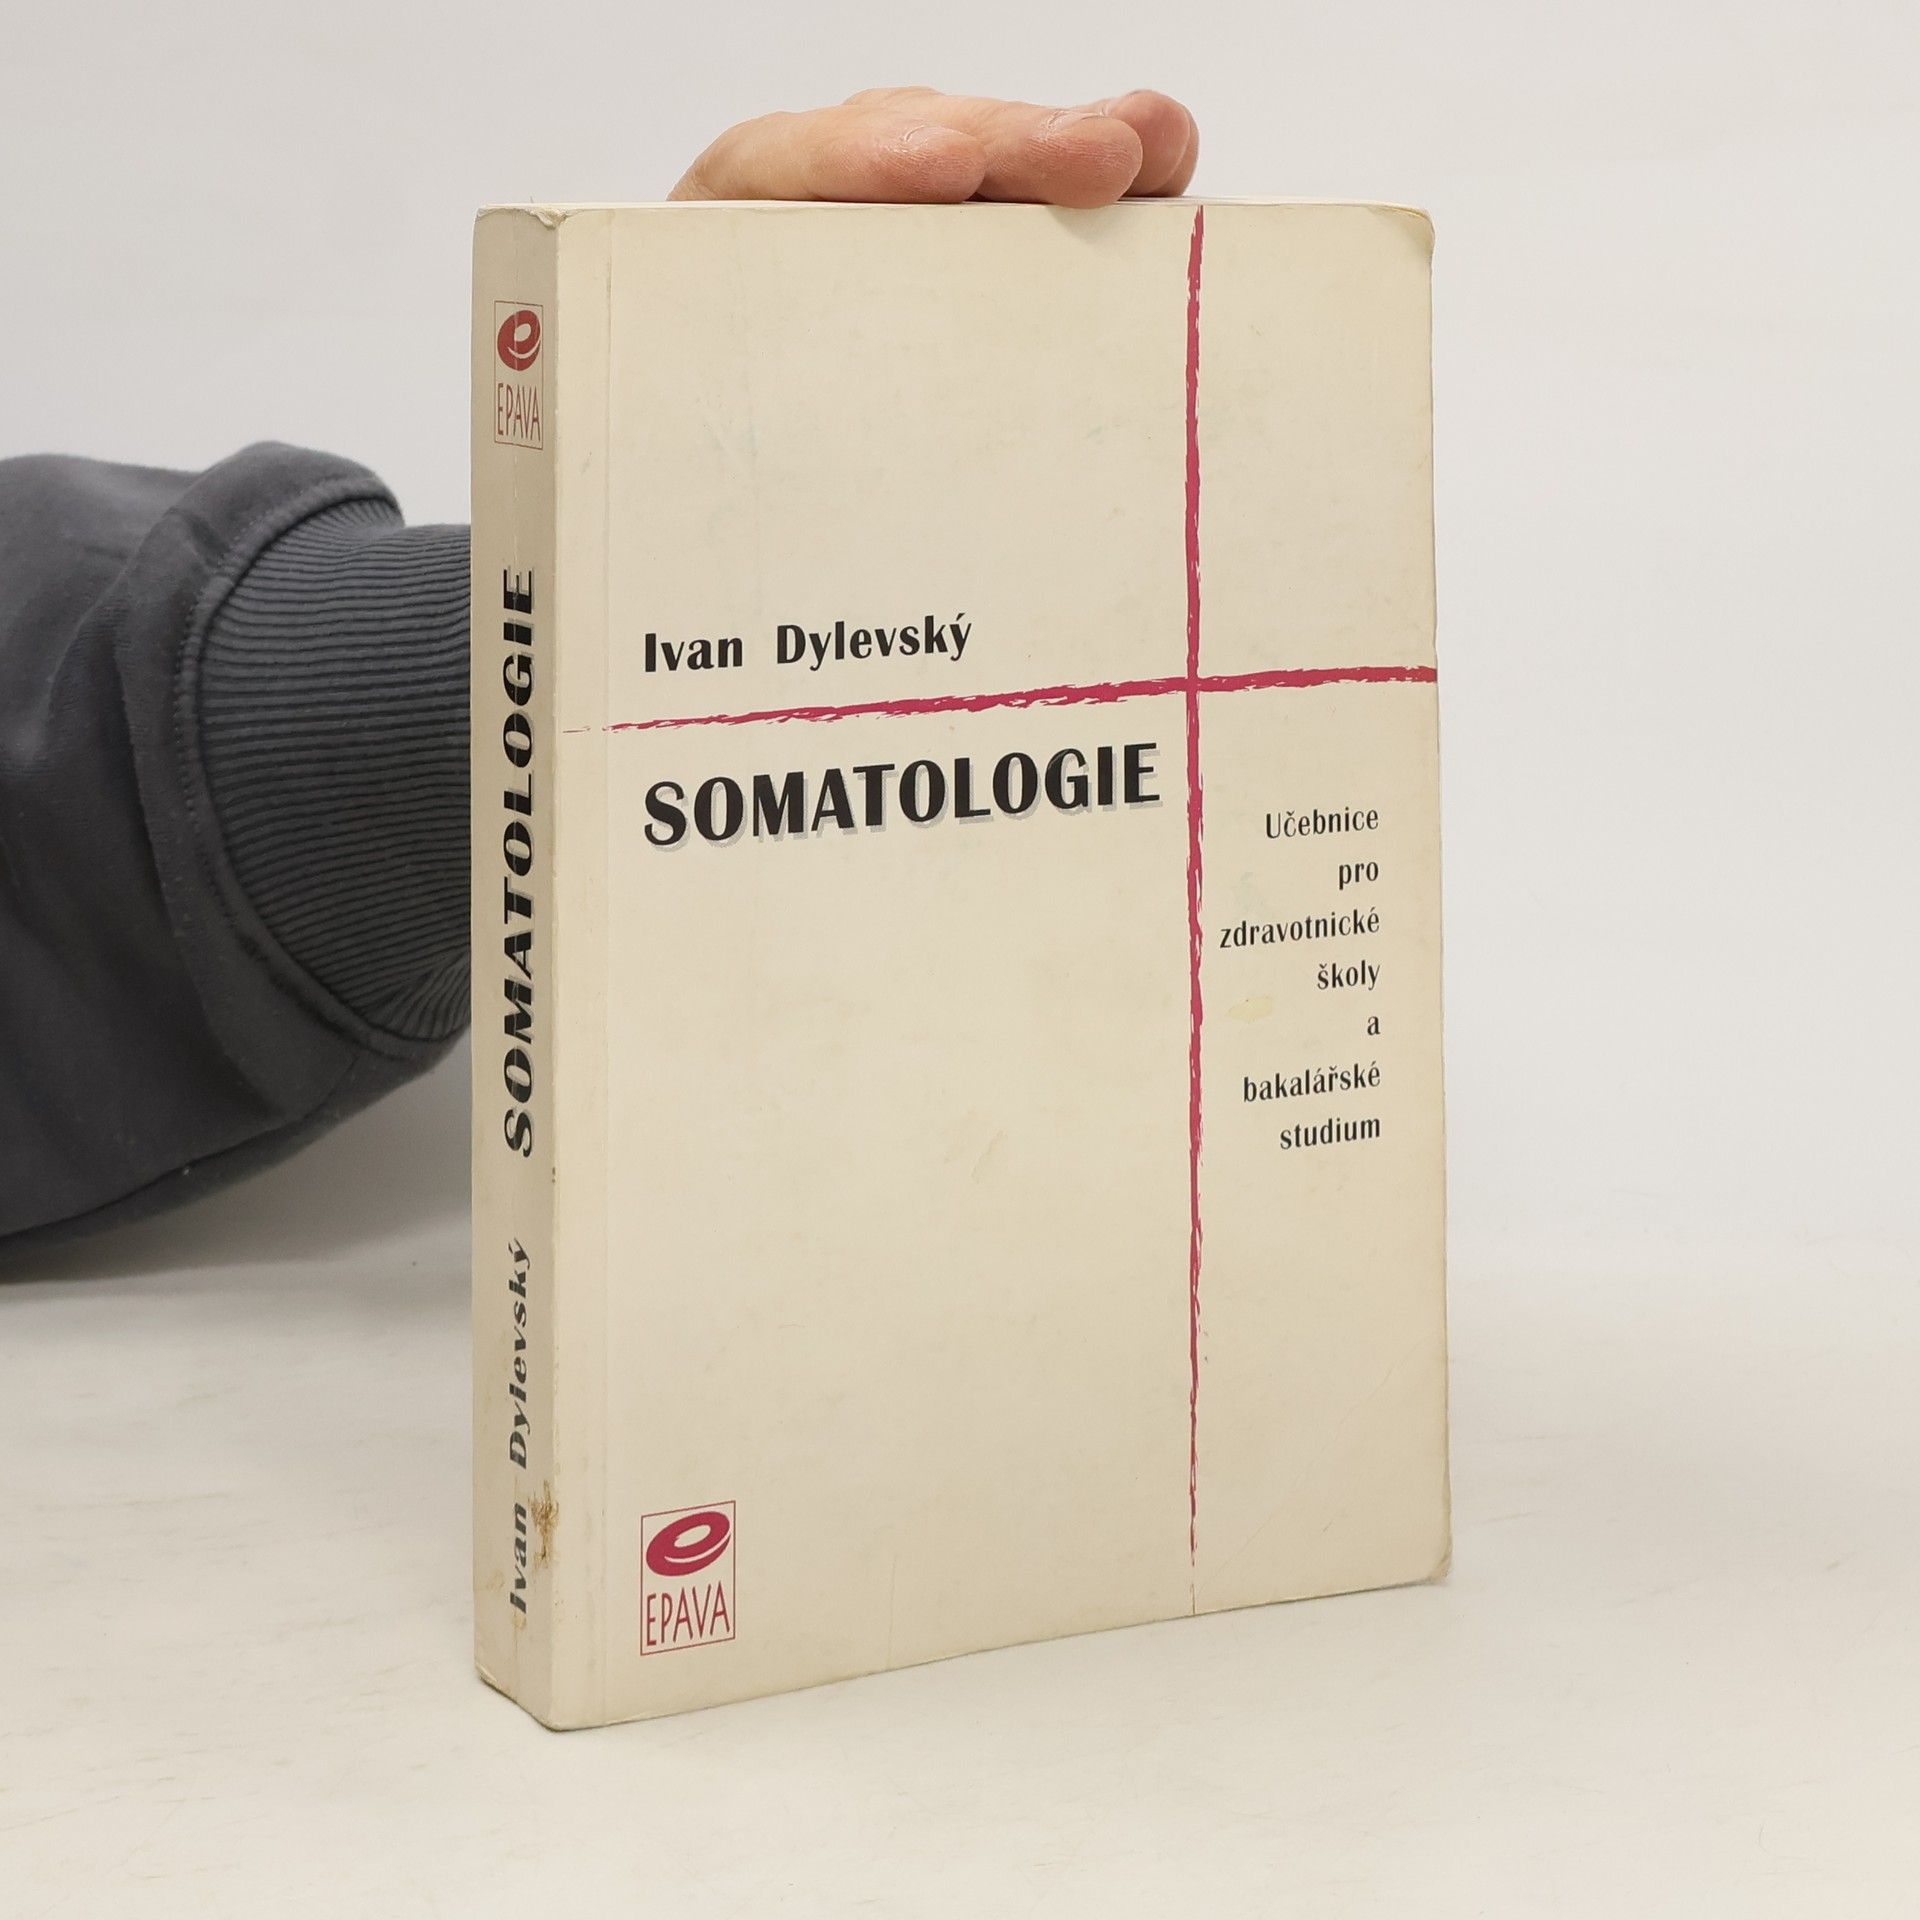 EPAVA
SOMATOLOGIE
Ivan Dylevský
Ivan Dylevský
SOMATOLOGIE
Učebnice
pro
zdravotnické
školy
a
bakalářské
studium
EPAVA